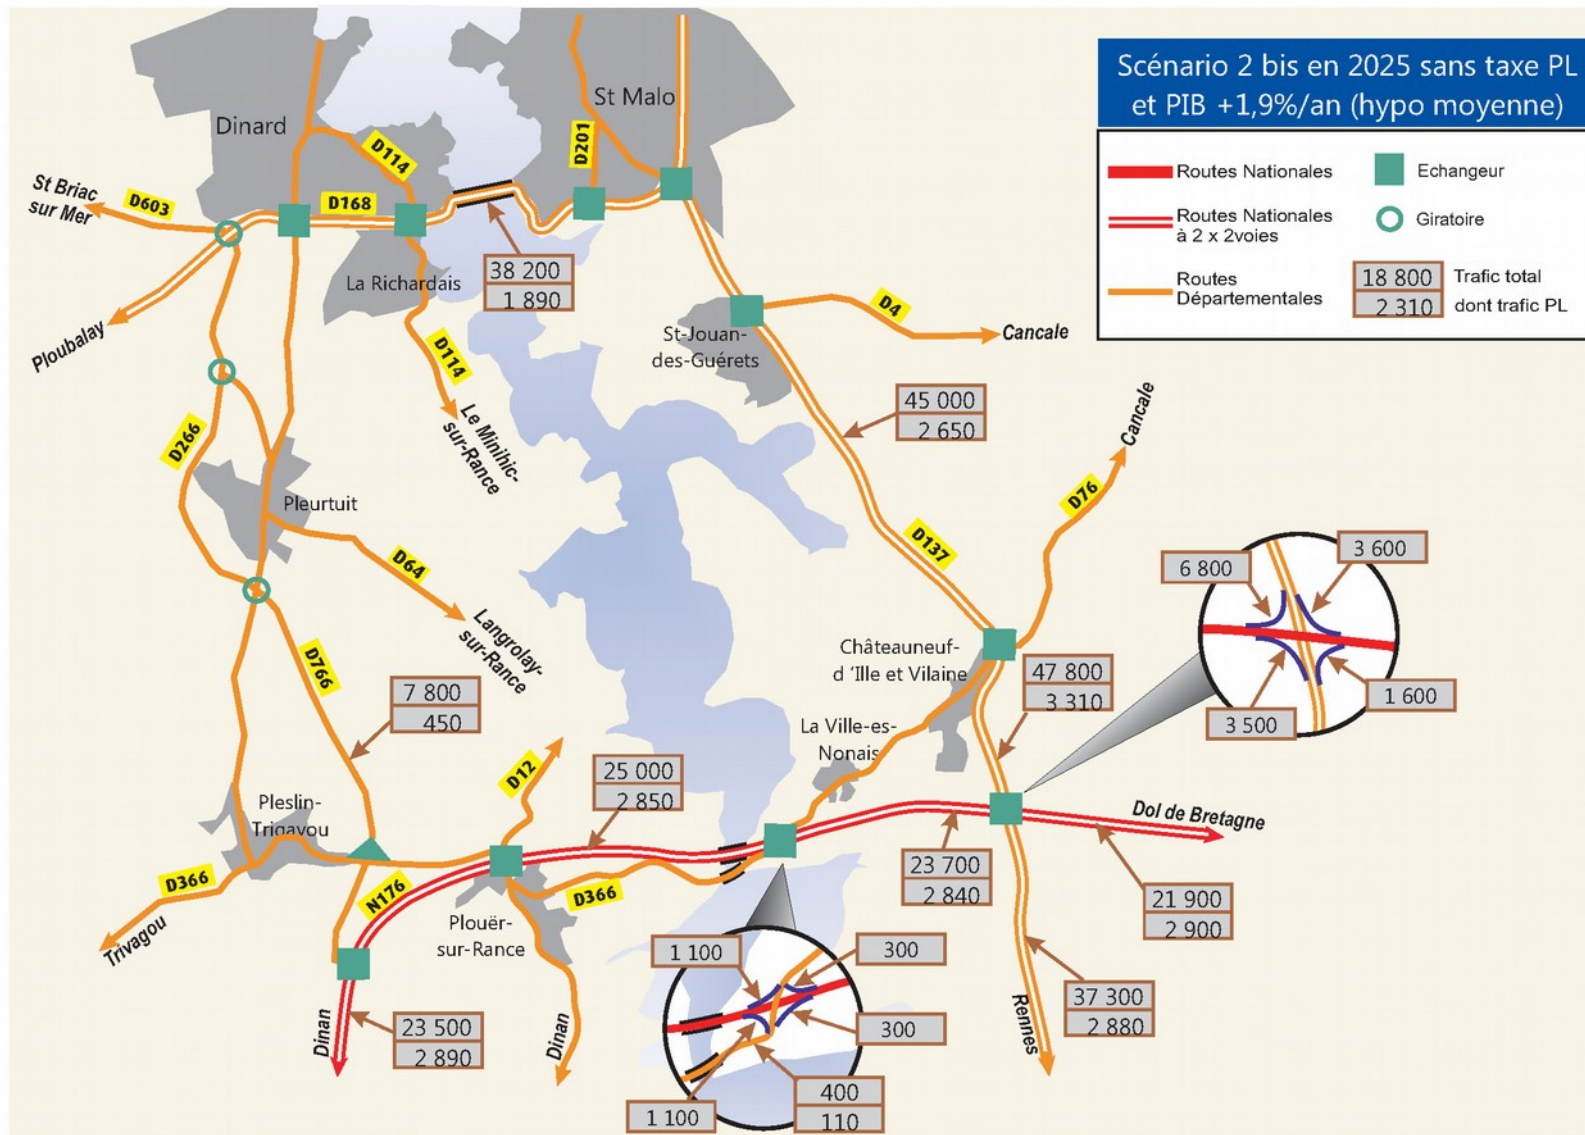 Scénario 2 bis en 2025 sans taxe PL
et PIB +1,9%/an (hypo moyenne)
Routes Nationales
Echangeur
Routes Nationales
à 2 x 2voies
Giratoire
Routes
Départementales
18 800
Trafic total
2 310
dont trafic PL
St Malo
Dinard
D114
D201
St Briac
sur Mer
D603
D168
La Richardais
38 200
1 890
Ploubalay
D114
Le Minihic-
sur-Rance
St-Jouan-
des-Guérets
D4
Cancale
45 000
2 650
D266
Pleurtuit
D64
Langrolay-
sur-Rance
D137
D76
Cancale
D766
7 800
450
Châteauneuf-
d 'Ille et Vilaine
47 800
3 310
6 800
3 600
3 500
1 600
La Ville-es-
Nonais
Pleslin-
Trigavou
D12
25 000
2 850
Dol de Bretagne
D366
Trivagou
N176
Plouër-
sur-Rance
D366
23 700
2 840
21 900
2 900
Dinan
23 500
2 890
Dinan
1 100
300
300
1 100
400
110
Rennes
37 300
2 880